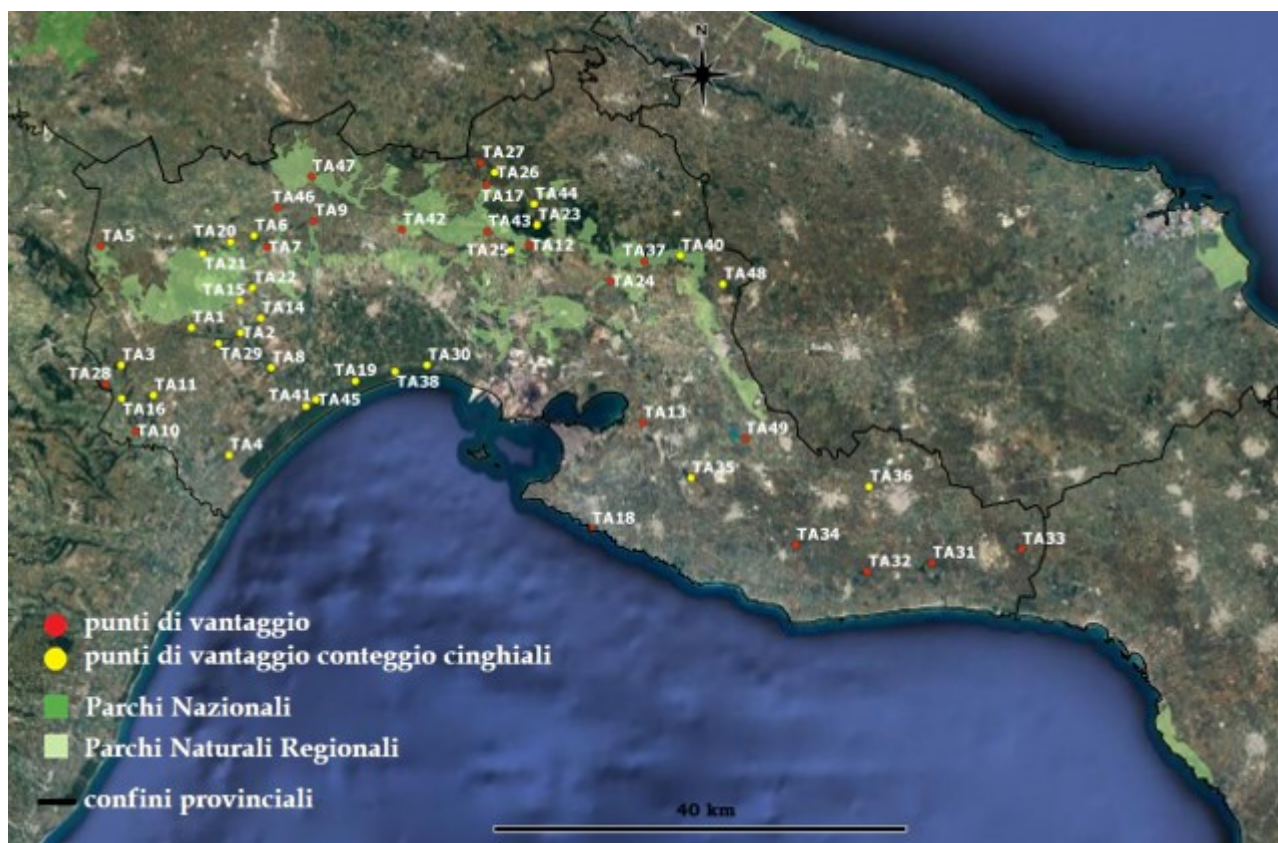 N
TA27
TA26
TA47
TA17
TA44
TA46
TA9
TA42
TA43
TA23
TA20
TA6
TA5
TA7
TA25
TA12
TA37
TA40
TA21
TA24
TA48
TA22
TA15
TA14
TA1
TA2
TA29
TA3
TA8
TA30
TA28
TA19
TA38
TA11
TA41
TA45
TA16
TA10
TA13
TA4
TA49
TA35
TA36
TA18
TA34
TA33
TA32
TA31
punti di vantaggio
punti di vantaggio conteggio cinghiali
Parchi Nazionali
Parchi Naturali Regionali
confini provinciali
40 km